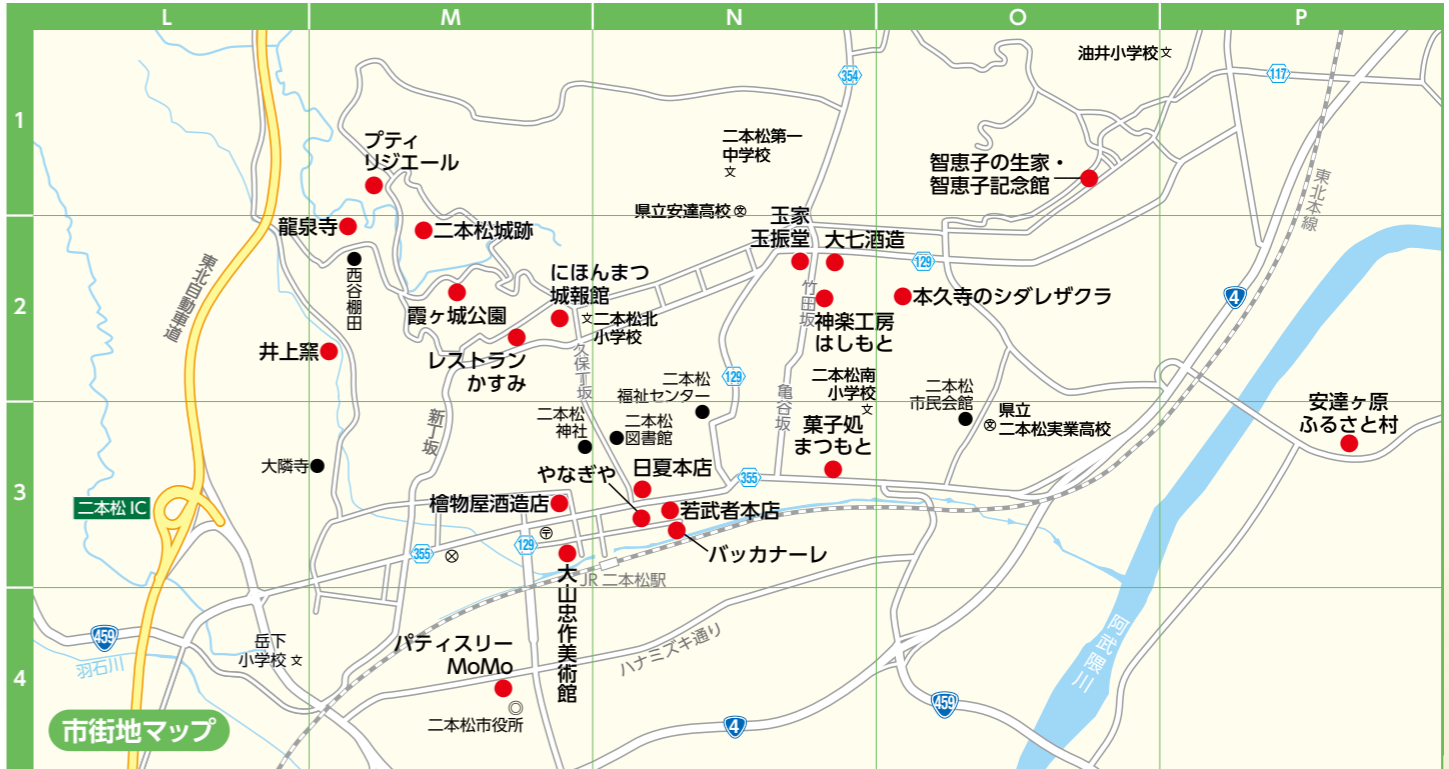 L
M
N
O
P
1
2
3
4
油井小学校
文
354
117
プティ
リジエール
二本松第一
中学校
文
智恵子の生家・
智恵子記念館
東北本線
龍泉寺
二本松城跡
県立安達高校
文
玉家
玉振堂
大七酒造
西谷棚田
にほんまつ
城報館
東北自動車道
霞ヶ城公園
文
二本松北
小学校
竹田坂
129
本久寺のシダレザクラ
4
神楽工房
はしもと
井上窯
レストラン
かすみ
久保丁坂
二本松
福祉センター
129
二本松南
小学校
文
亀谷坂
二本松
市民会館
県立
文
二本松実業高校
安達ヶ原
ふるさと村
新丁坂
二本松
神社
二本松
図書館
菓子処
まつもと
大隣寺
やなぎや
日夏本店
355
二本松 IC
檜物屋酒造店
若武者本店
〒
355
129
バッカナーレ
大山忠作美術館
JR 二本松駅
459
羽石川
岳下
小学校
文
パティスリー
MoMo
ハナミズキ通り
阿武隈川
459
4
二本松市役所
市街地マップ